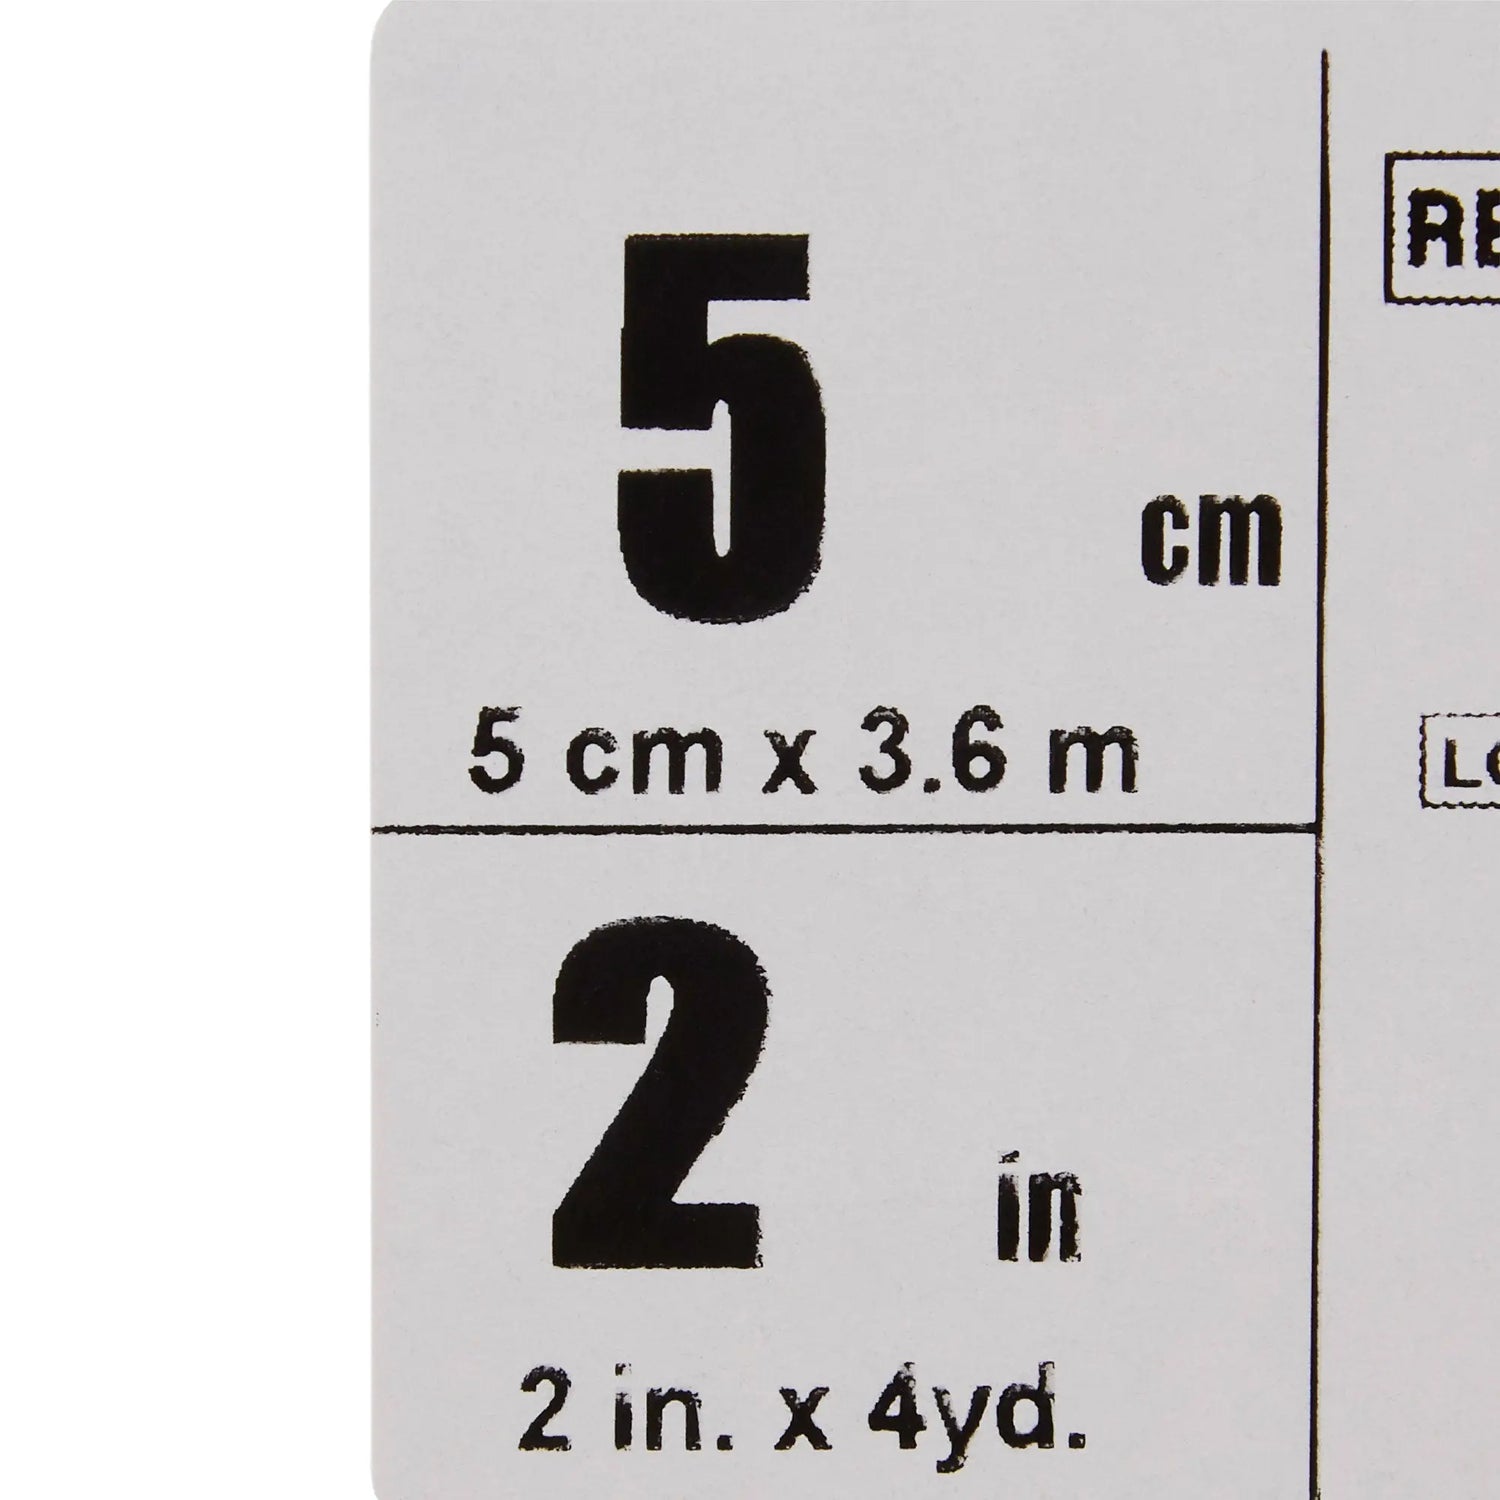 5 cm
5 cm x 3.6 m
2 in
2 in. x 4yd.